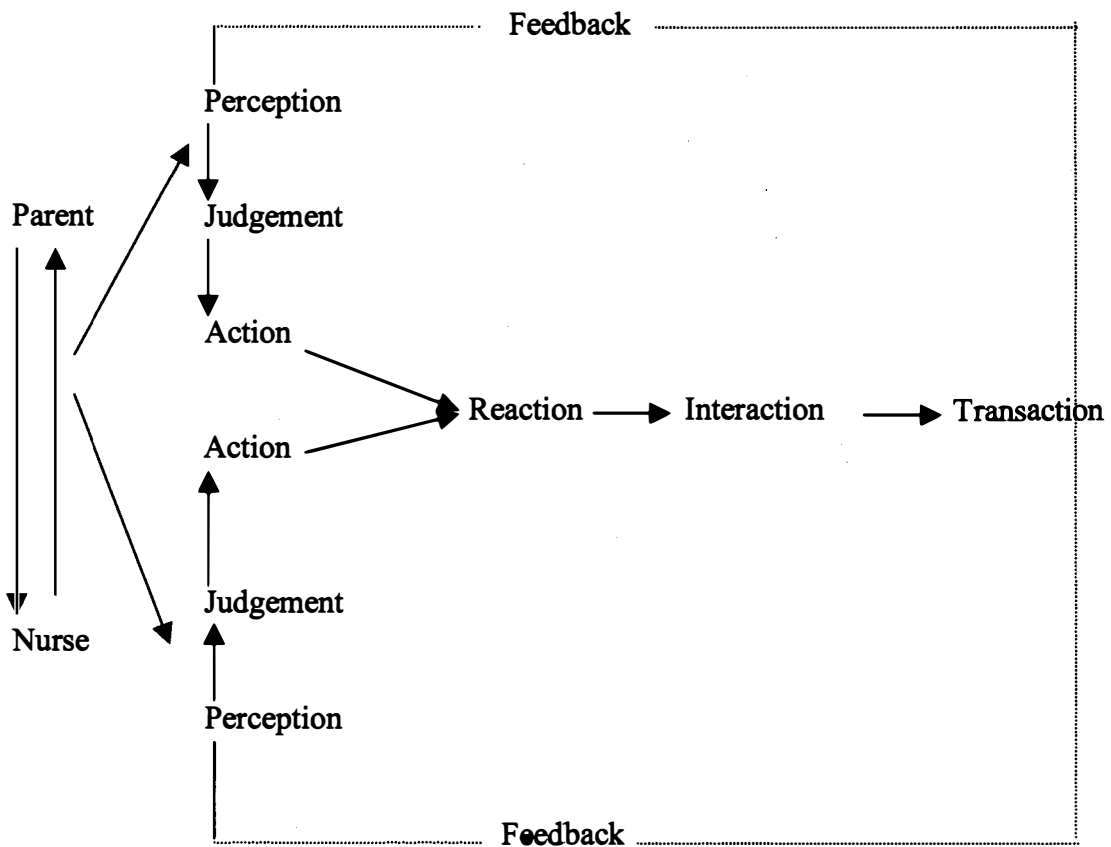 Feedback
Perception
Parent
Judgement
Action
Reaction
Interaction
Transaction
Action
Judgement
Nurse
Perception
Feedback